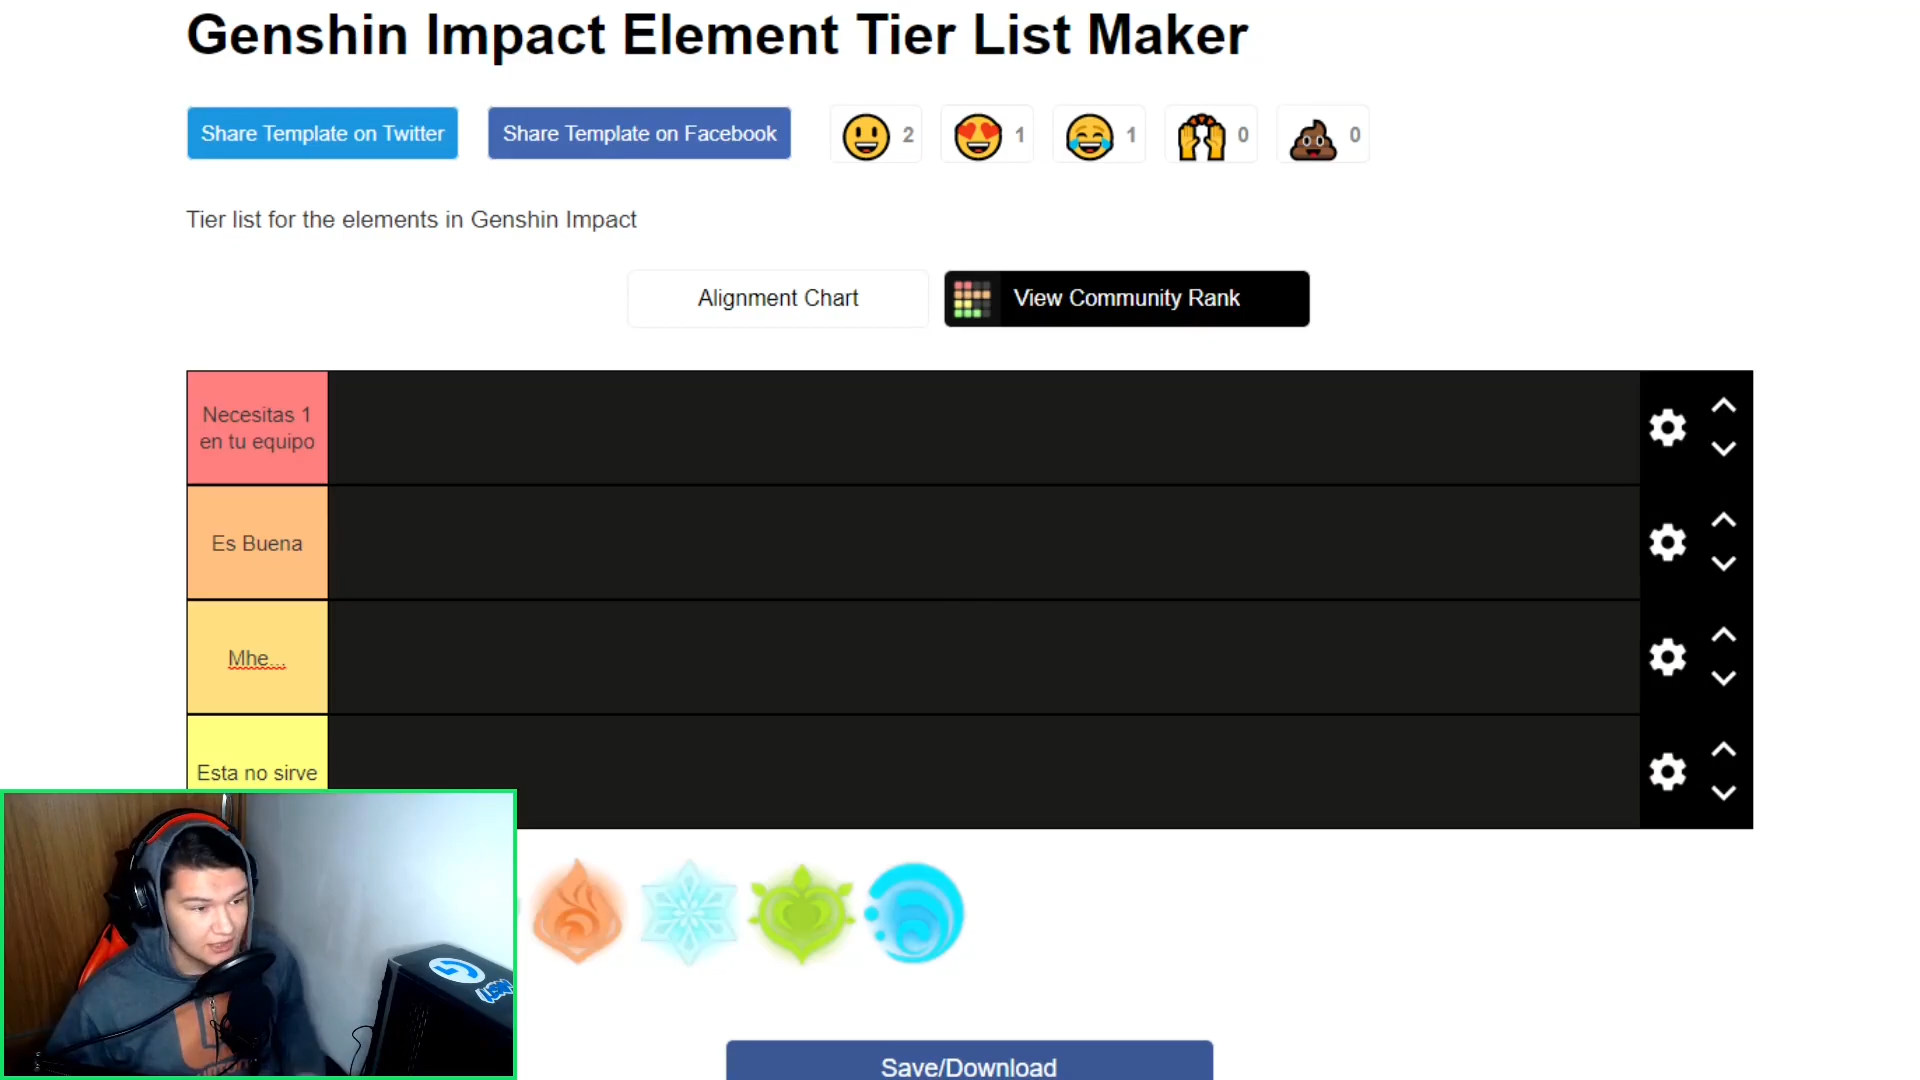 Genshin Impact Element Tier List Maker
Share Template on Twitter
Share Template on Facebook
2
1
1
0
0
Tier list for the elements in Genshin Impact
Alignment Chart
View Community Rank
Necesitas 1
en tu equipo
Es Buena
Mhe...
Esta no sirve
Save/Download